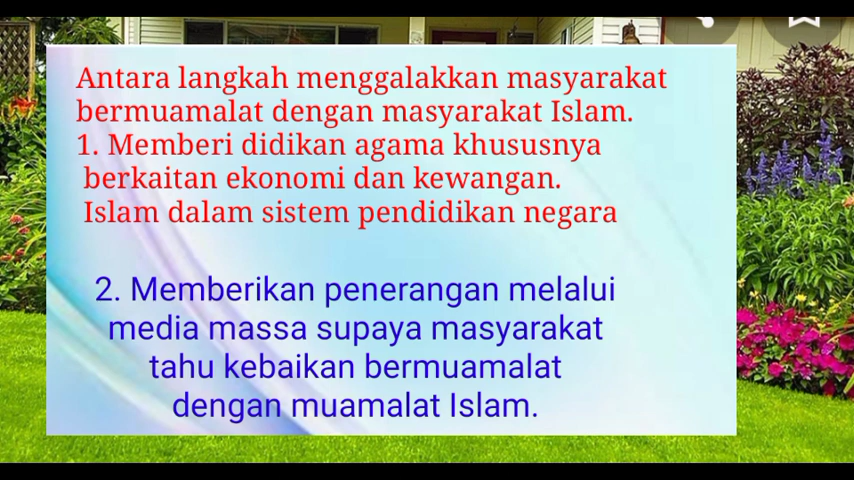 Antara langkah menggalakkan masyarakat
bermuamalat dengan masyarakat Islam.
1. Memberi didikan agama khususnya
berkaitan ekonomi dan kewangan.
Islam dalam sistem pendidikan negara
2. Memberikan penerangan melalui
media massa supaya masyarakat
tahu kebaikan bermuamalat
dengan muamalat Islam.